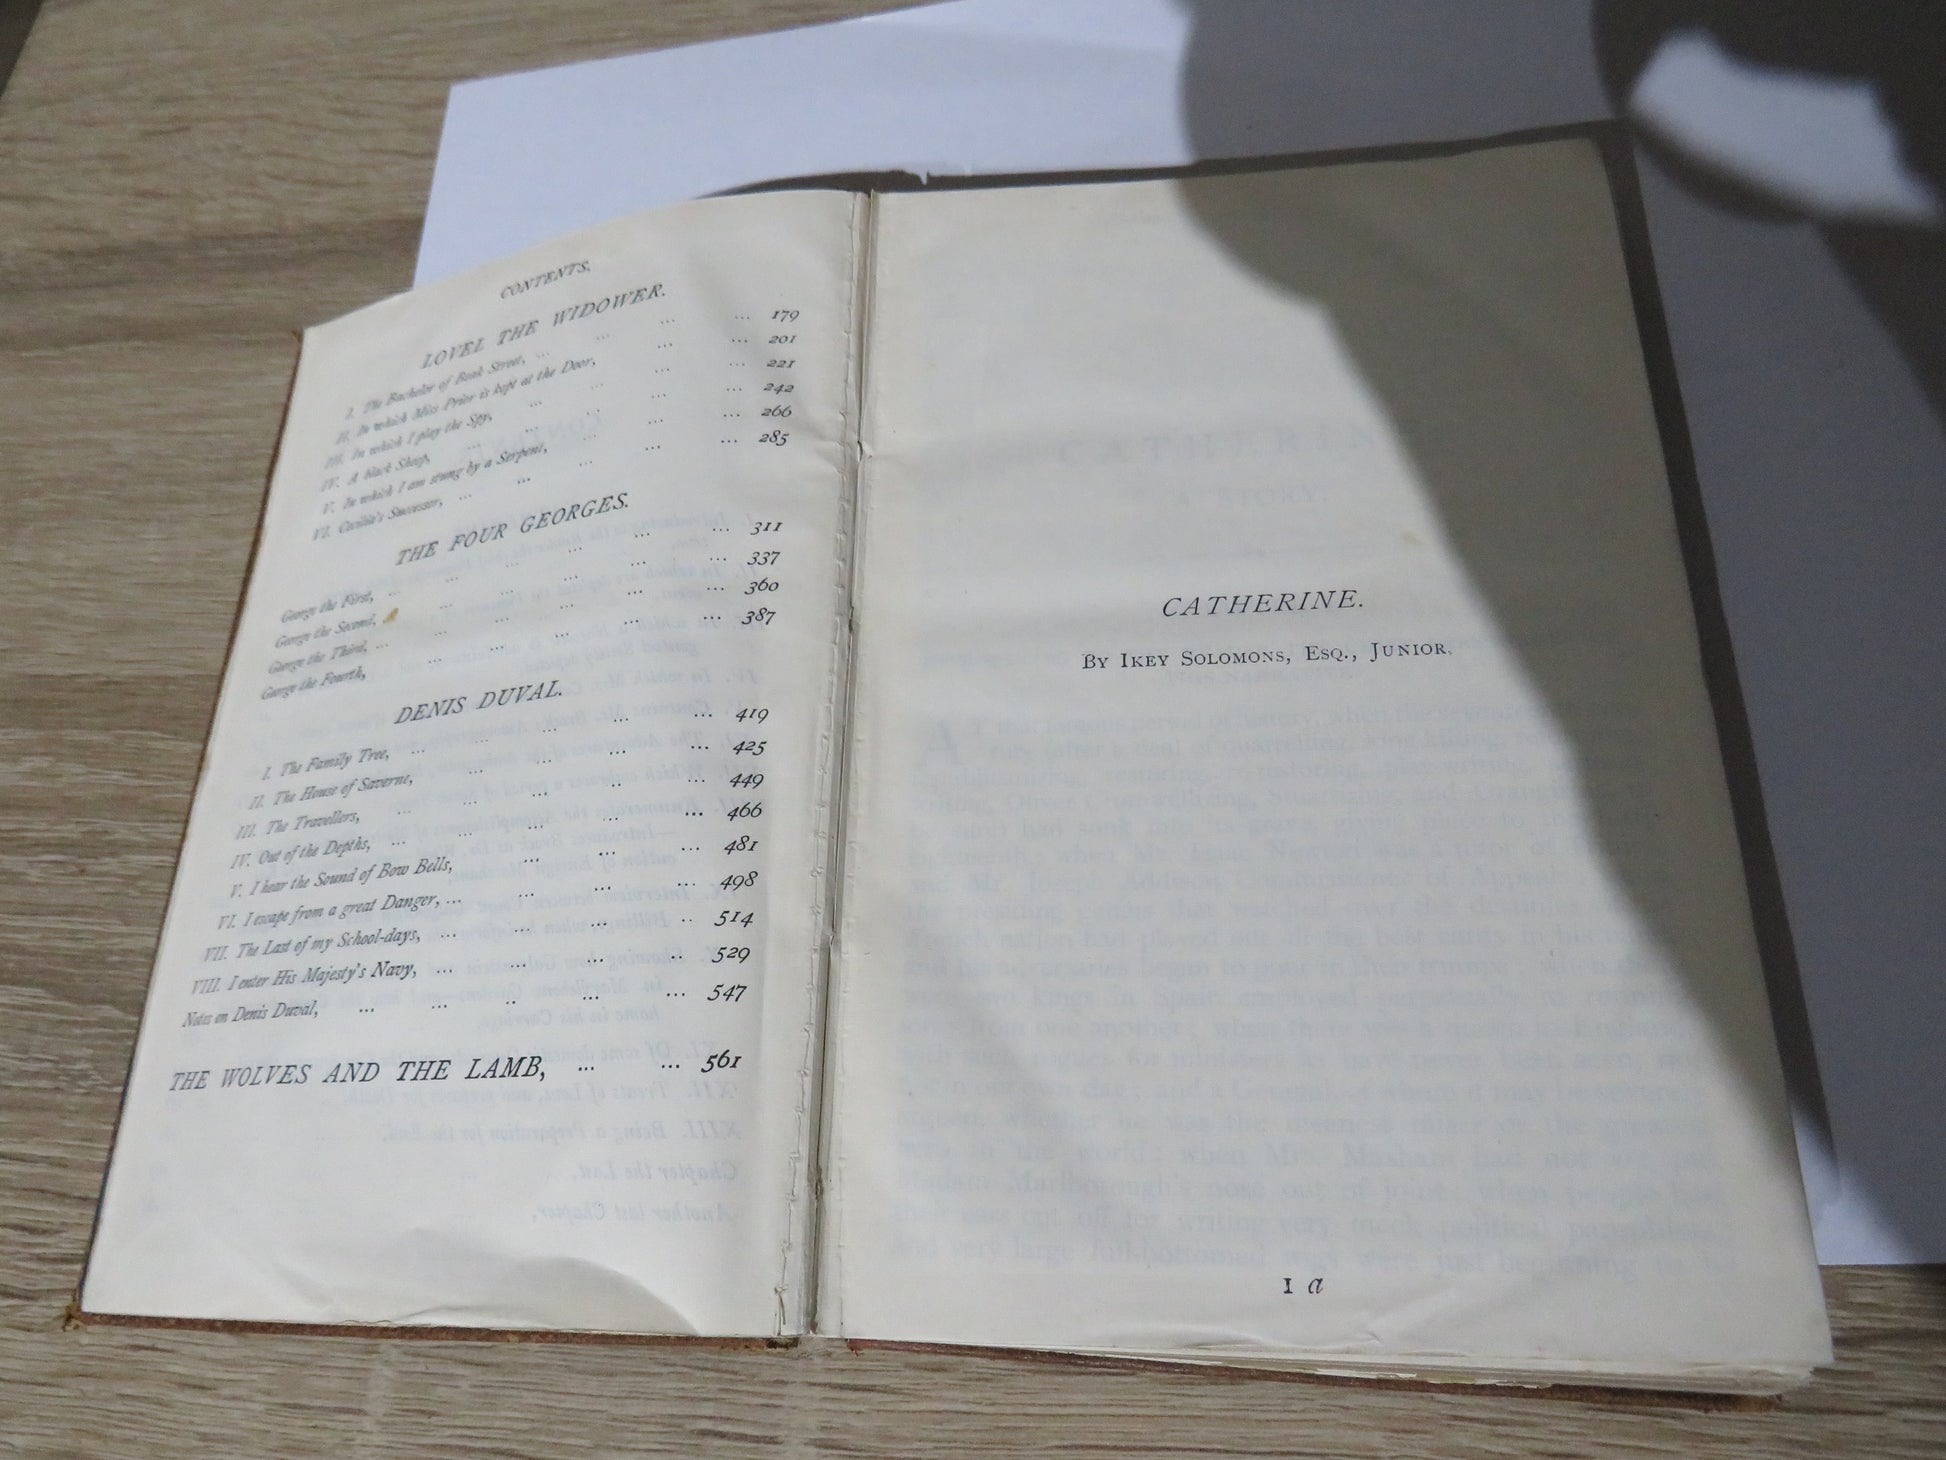 CONTENTS.
LOVEL THE WIDOWER.
I. The Bachelor of Beak Street, ... ... ... ... 179
II. In which Miss Prior is kept at the Door, ... ... 201
III. In which I play the Spy, ... ... ... 221
IV. A black Sheep, ... ... ... ... 242
V. In which I am stung by a Serpent, ... ... ... 266
VI. Cecilia's Successor, ... ... ... ... ... 285
THE FOUR GEORGES.
George the First, ... ... ... ... ... ... 311
George the Second, ... ... ... ... ... 337
George the Third, ... ... ... ... ... ... 360
George the Fourth, ... ... ... ... ... 387
DENIS DUVAL.
I. The Family Tree, ... ... ... ... ... 419
II. The House of Saverne, ... ... ... ... 425
III. The Travellers, ... ... ... ... ... 449
IV. Out of the Depths, ... ... ... ... ... 466
V. I hear the Sound of Bow Bells, ... ... ... 481
VI. I escape from a great Danger, ... ... ... ... 498
VII. The Last of my School-days, ... ... ... .. 514
VIII. I enter His Majesty's Navy, ... ... ... .. 529
Notes on Denis Duval, ... ... .. ... ... 547
THE WOLVES AND THE LAMB, ... ... 561
CATHERINE.
BY IKEY SOLOMONS, ESQ., JUNIOR.
1 a